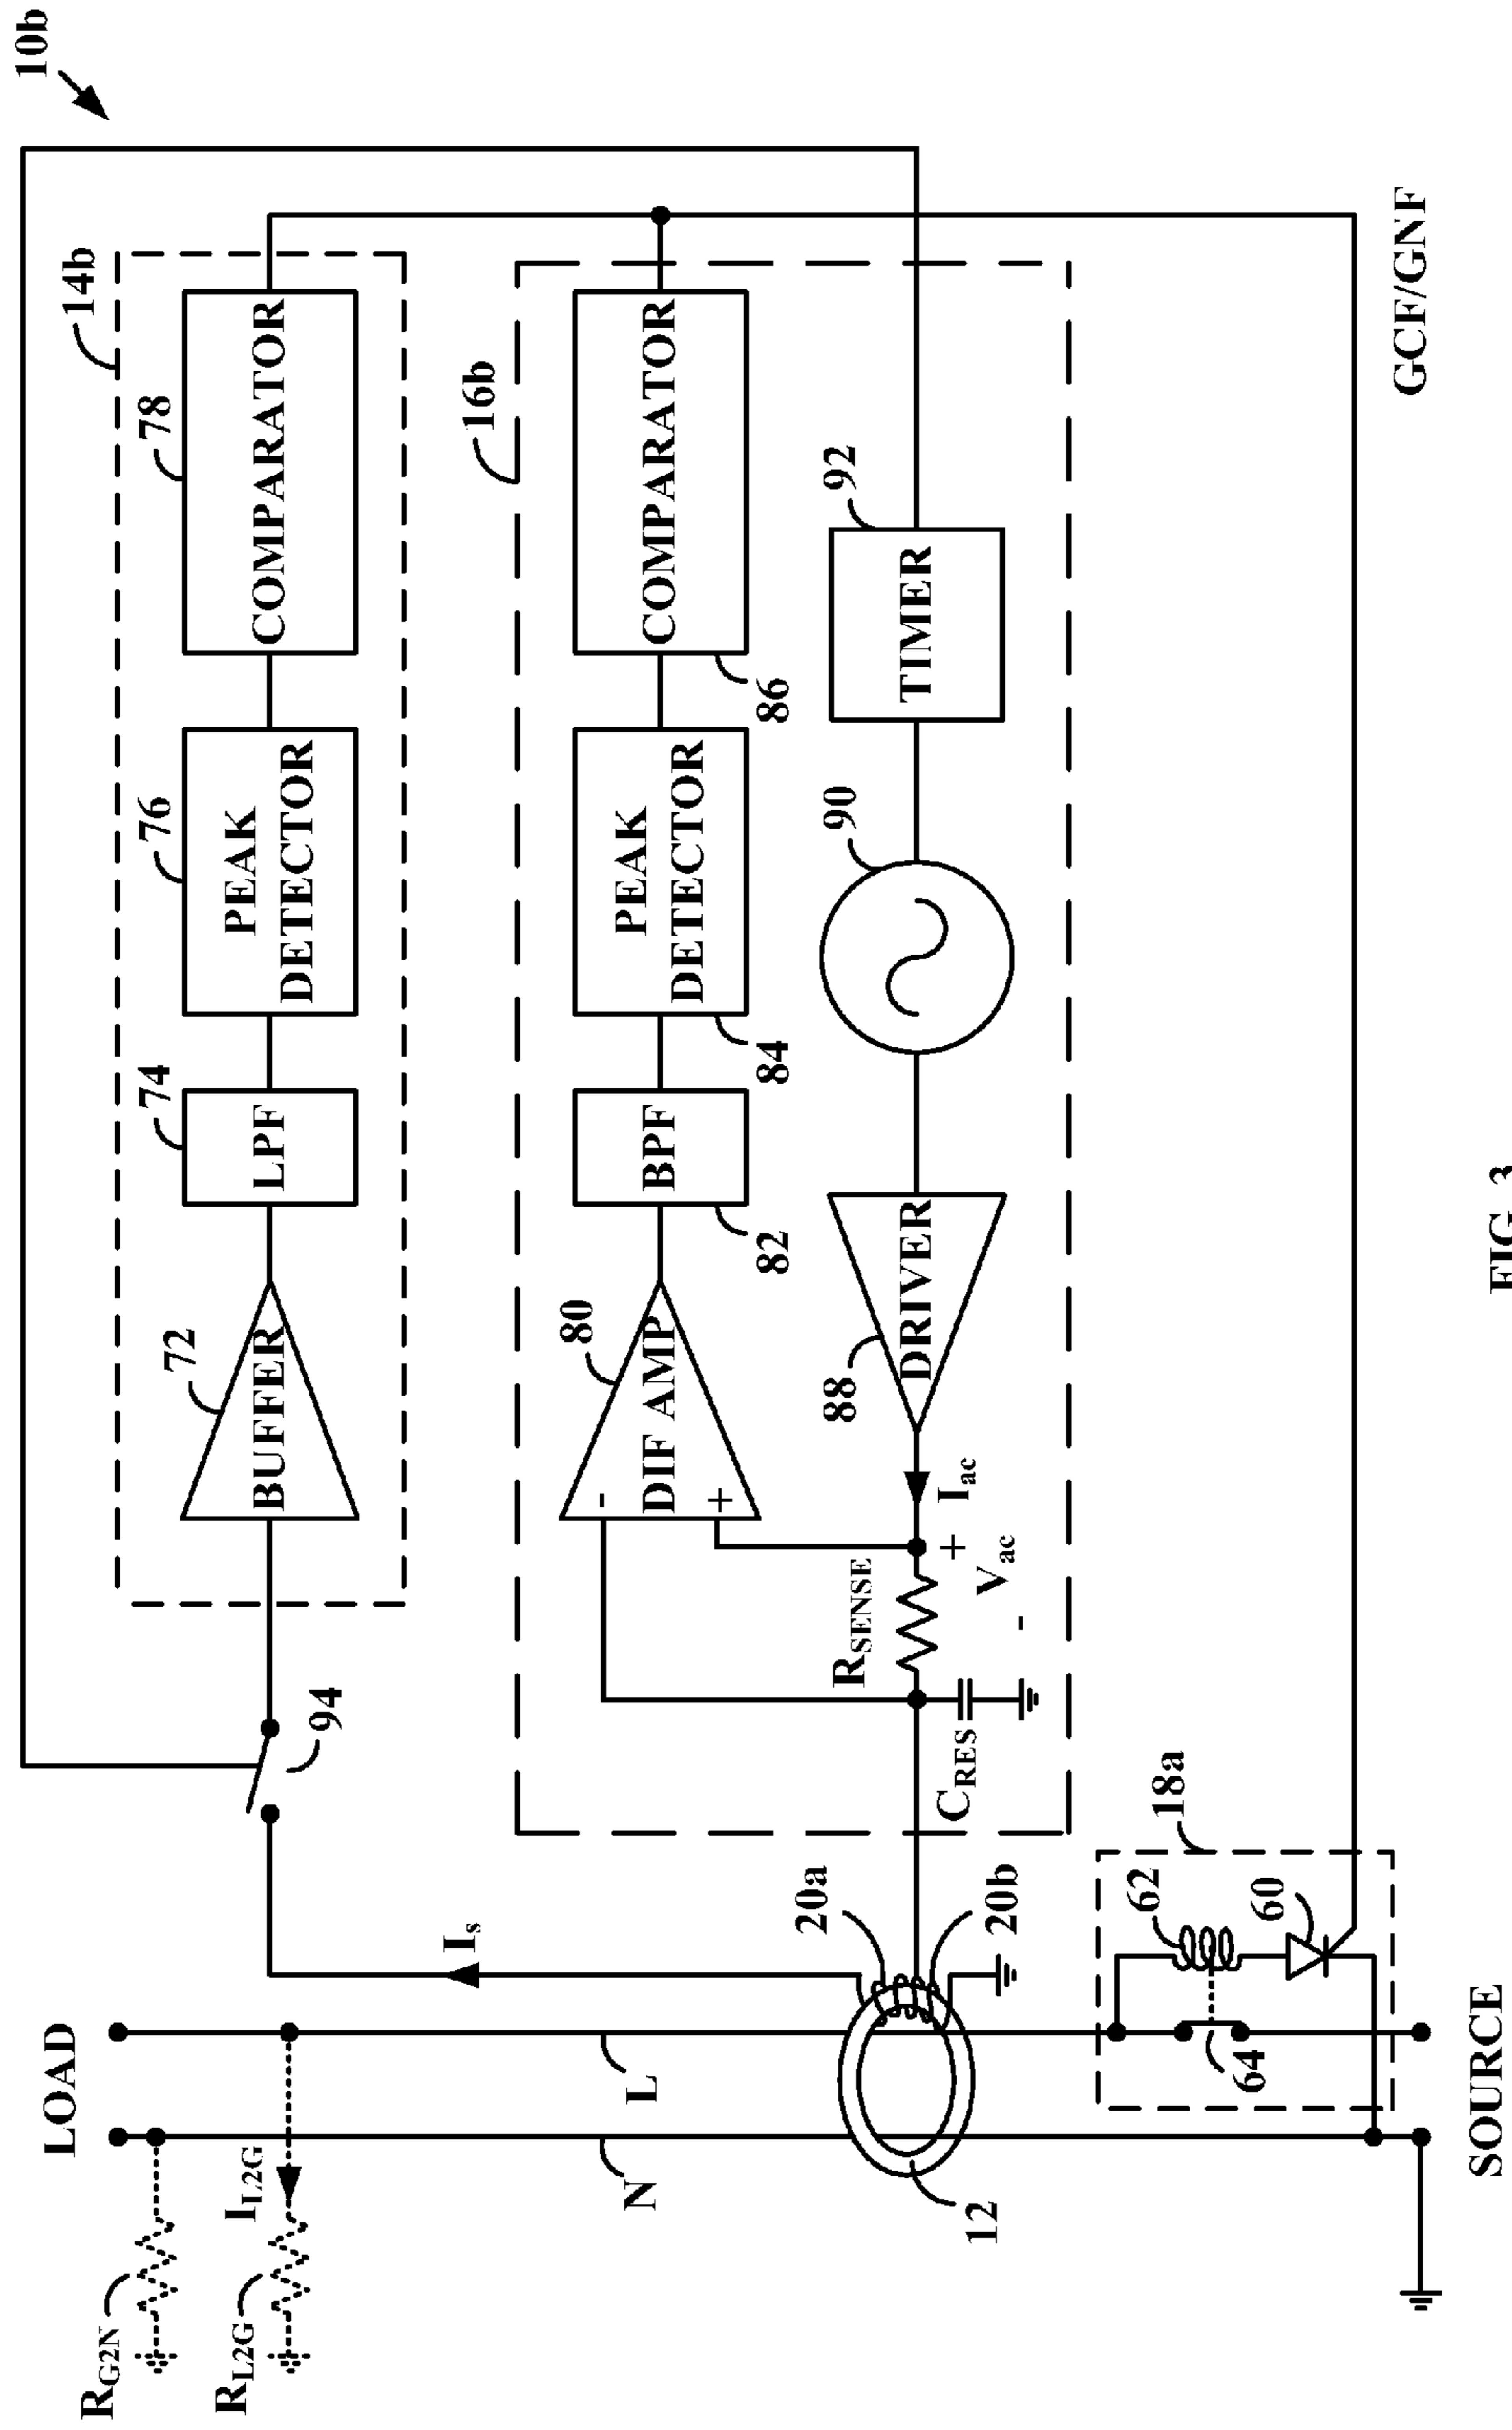 10b
14b
78
COMPARATOR
76
PEAK
DETECTOR
74
LPF
72
BUFFER
94
16b
COMPARATOR
86
PEAK
DETECTOR
84
BPF
82
80
DIF AMP
-
+
92
TIMER
90
88
DRIVER
Iac
+
Vac
-
RSENSE
CRES
Is
20a
20b
18a
62
60
64
12
LOAD
L
N
IL2G
RG2N
RL2G
SOURCE
GCF/GNF
FIG. 3